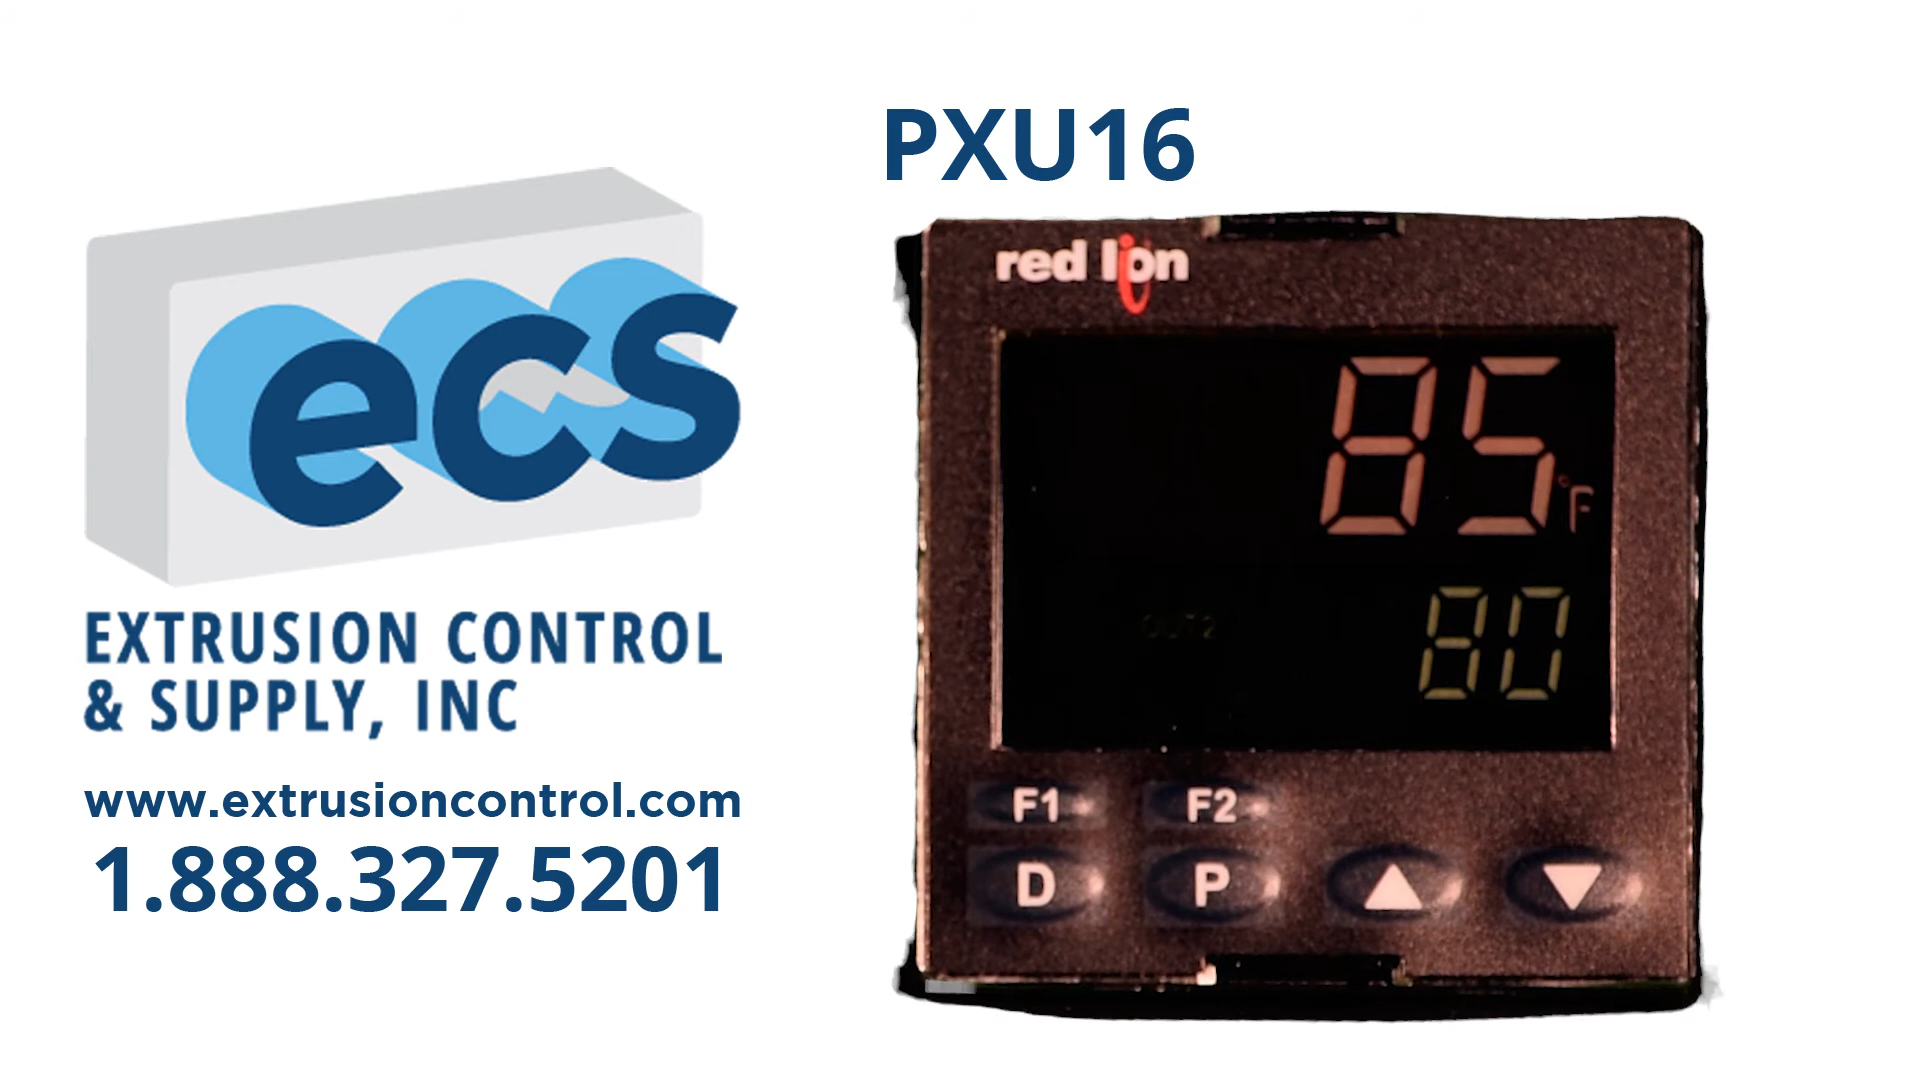 ecs
EXTRUSION CONTROL
& SUPPLY, INC
www.extrusioncontrol.com
1.888.327.5201
PXU16
red lion
85°F
OUT2
80
F1 F2
D P